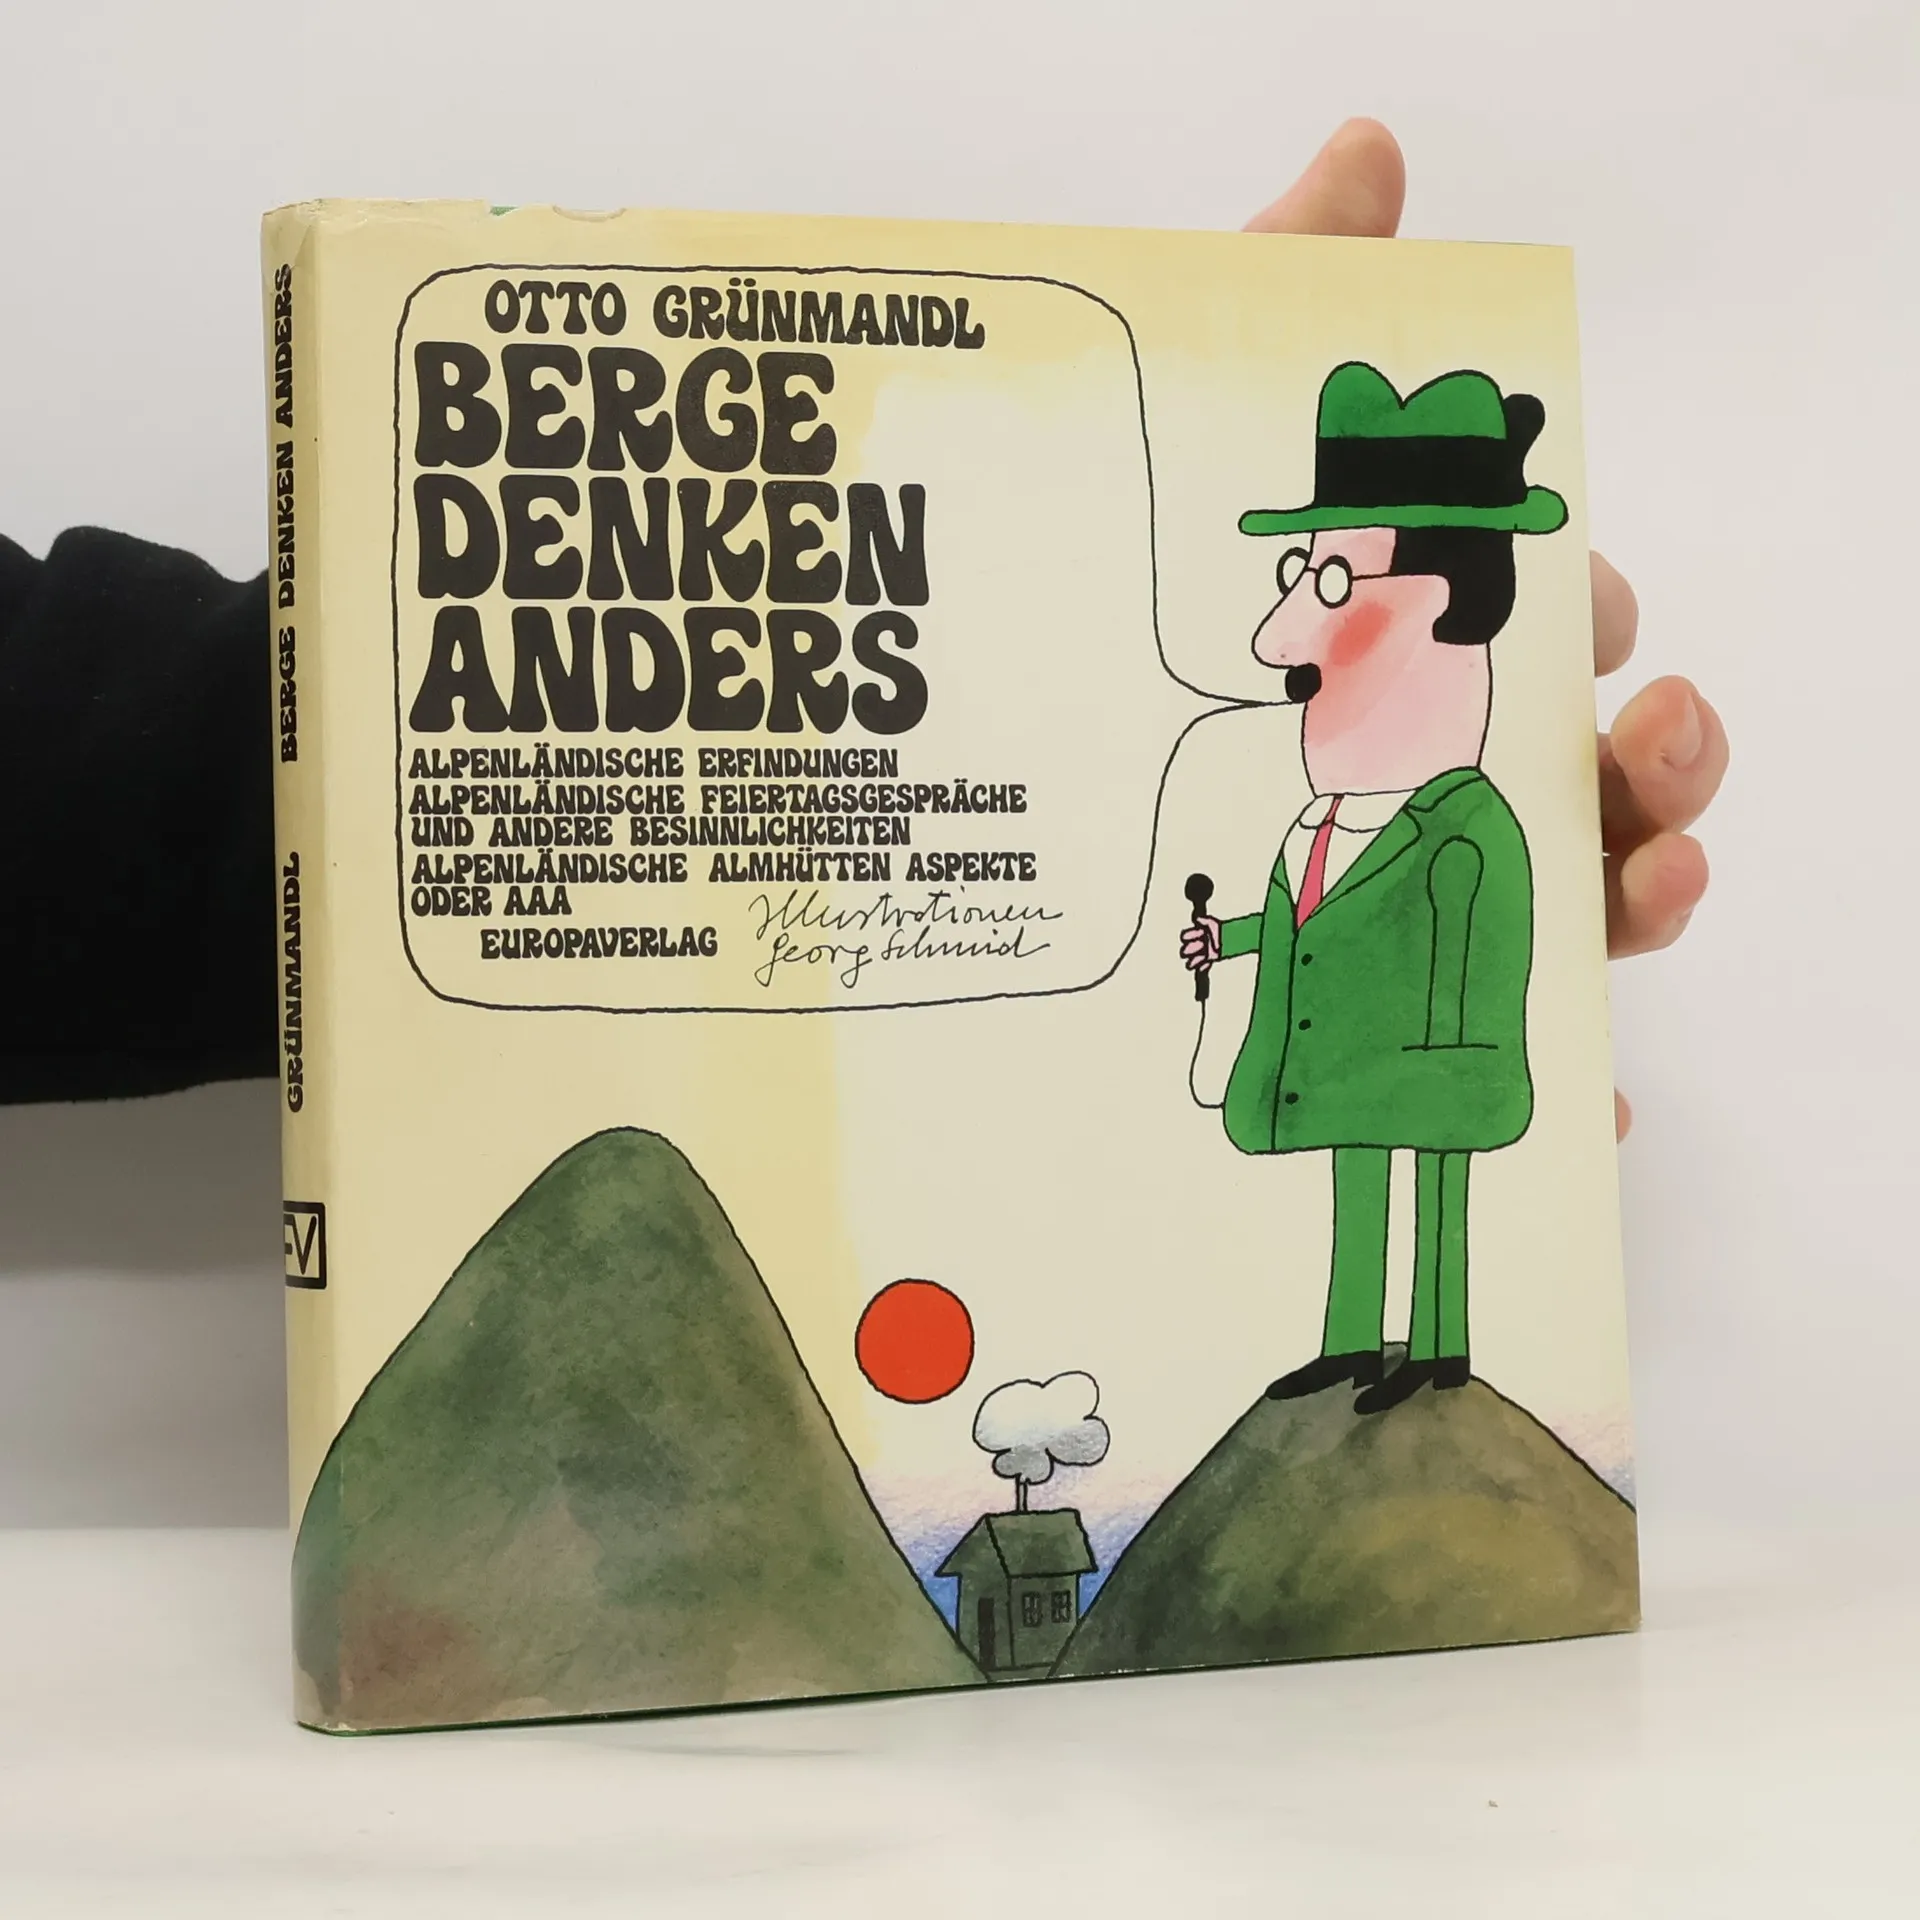 OTTO GRÜNMANDL
BERGE
DENKEN
ANDERS
ALPENLÄNDISCHE ERFINDUNGEN
ALPENLÄNDISCHE FEIERTAGSGESPRÄCHE
UND ANDERE BESINNLICHKEITEN
ALPENLÄNDISCHE ALMHÜTTEN ASPEKTE
ODER AAA
EUROPAVERLAG
Illustrationen
Georg Schmid
GRÜNMANDL BERGE DENKEN ANDERS
EV